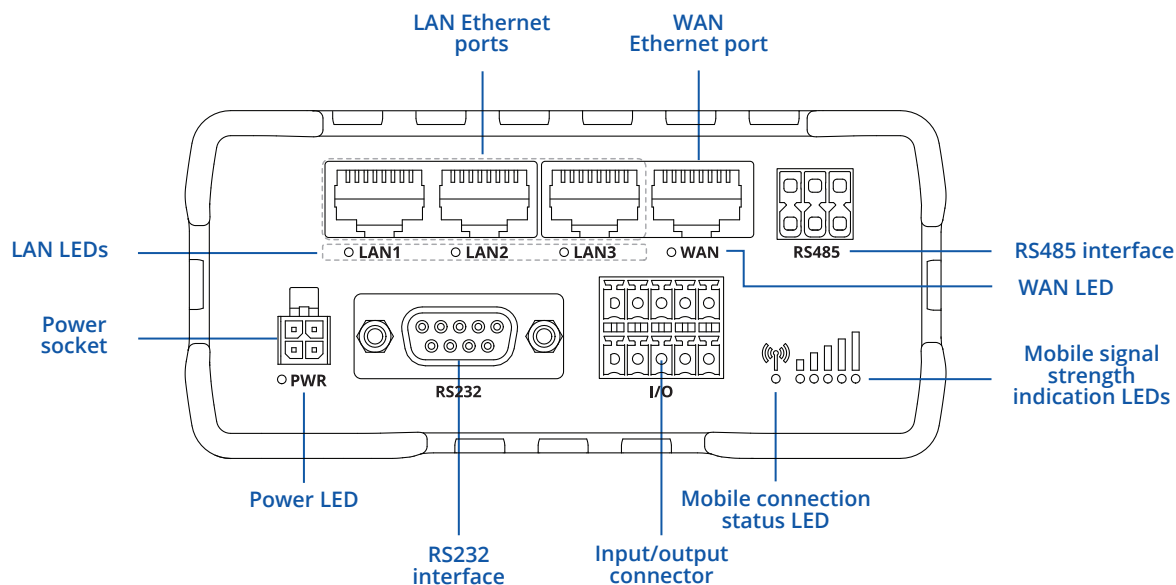 LAN Ethernet
ports
WAN
Ethernet port
LAN LEDs
LAN1
LAN2
LAN3
WAN
RS485
RS485 interface
WAN LED
Power
socket
PWR
RS232
I/O
Mobile signal
strength
indication LEDs
Power LED
Mobile connection
status LED
RS232
interface
Input/output
connector